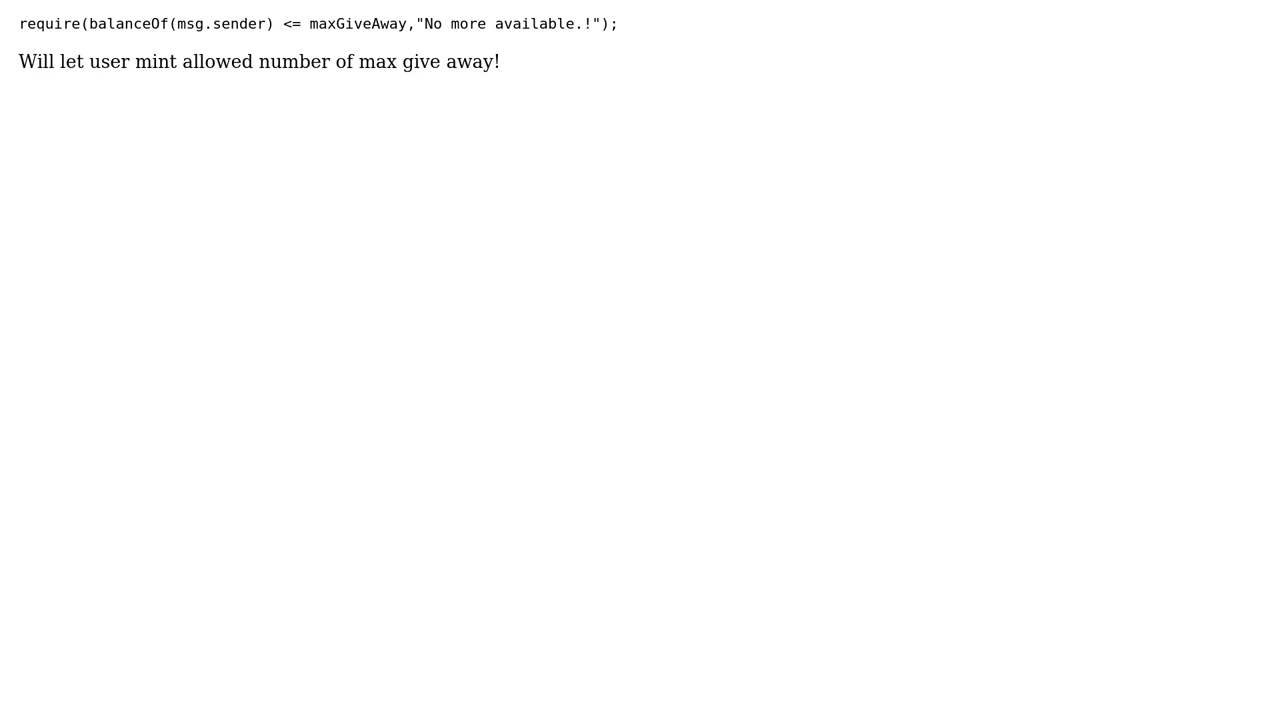 require(balanceOf(msg.sender) <= maxGiveAway,"No more available.!");
Will let user mint allowed number of max give away!